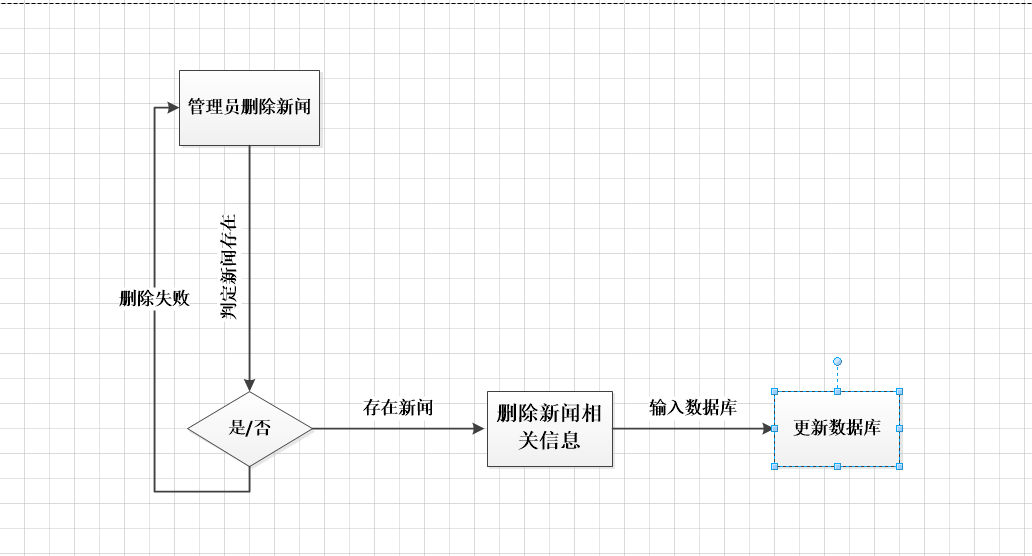 管理员删除新闻
判定新闻存在
删除失败
是/否
存在新闻
删除新闻相
关信息
输入数据库
更新数据库